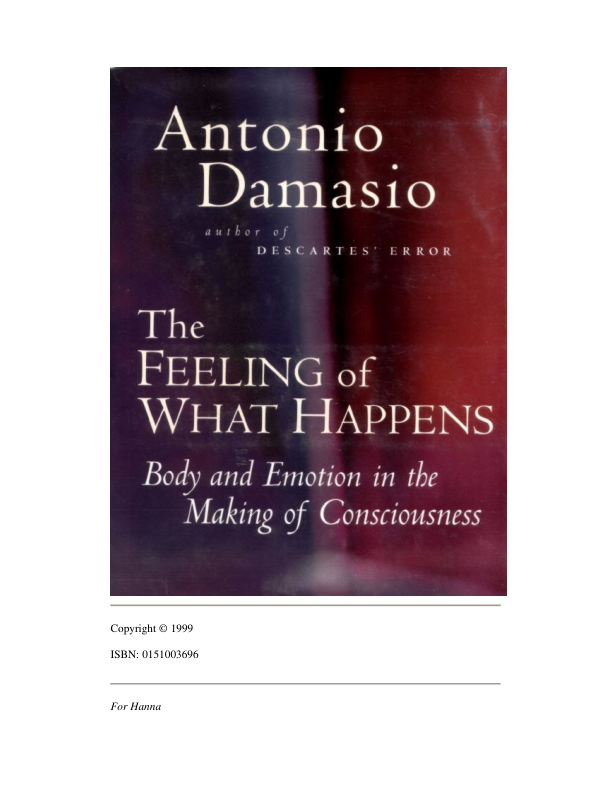 Antonio
Damasio
author of
DESCARTES' ERROR
The
FEELING of
WHAT HAPPENS
Body and Emotion in the
Making of Consciousness
Copyright © 1999
ISBN: 0151003696
For Hanna